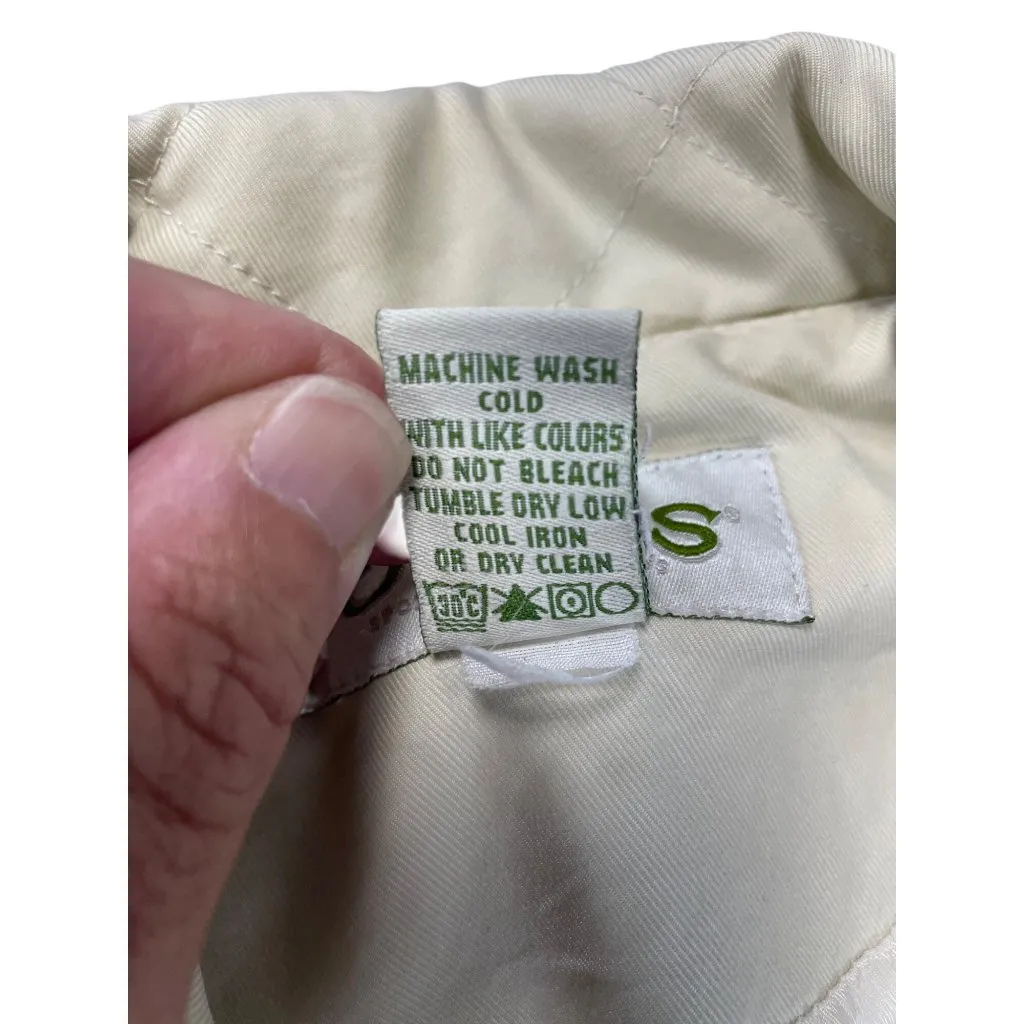 MACHINE WASH
COLD
WITH LIKE COLORS
DO NOT BLEACH
TUMBLE DRY LOW
COOL IRON
OR DRY CLEAN
30°C
S